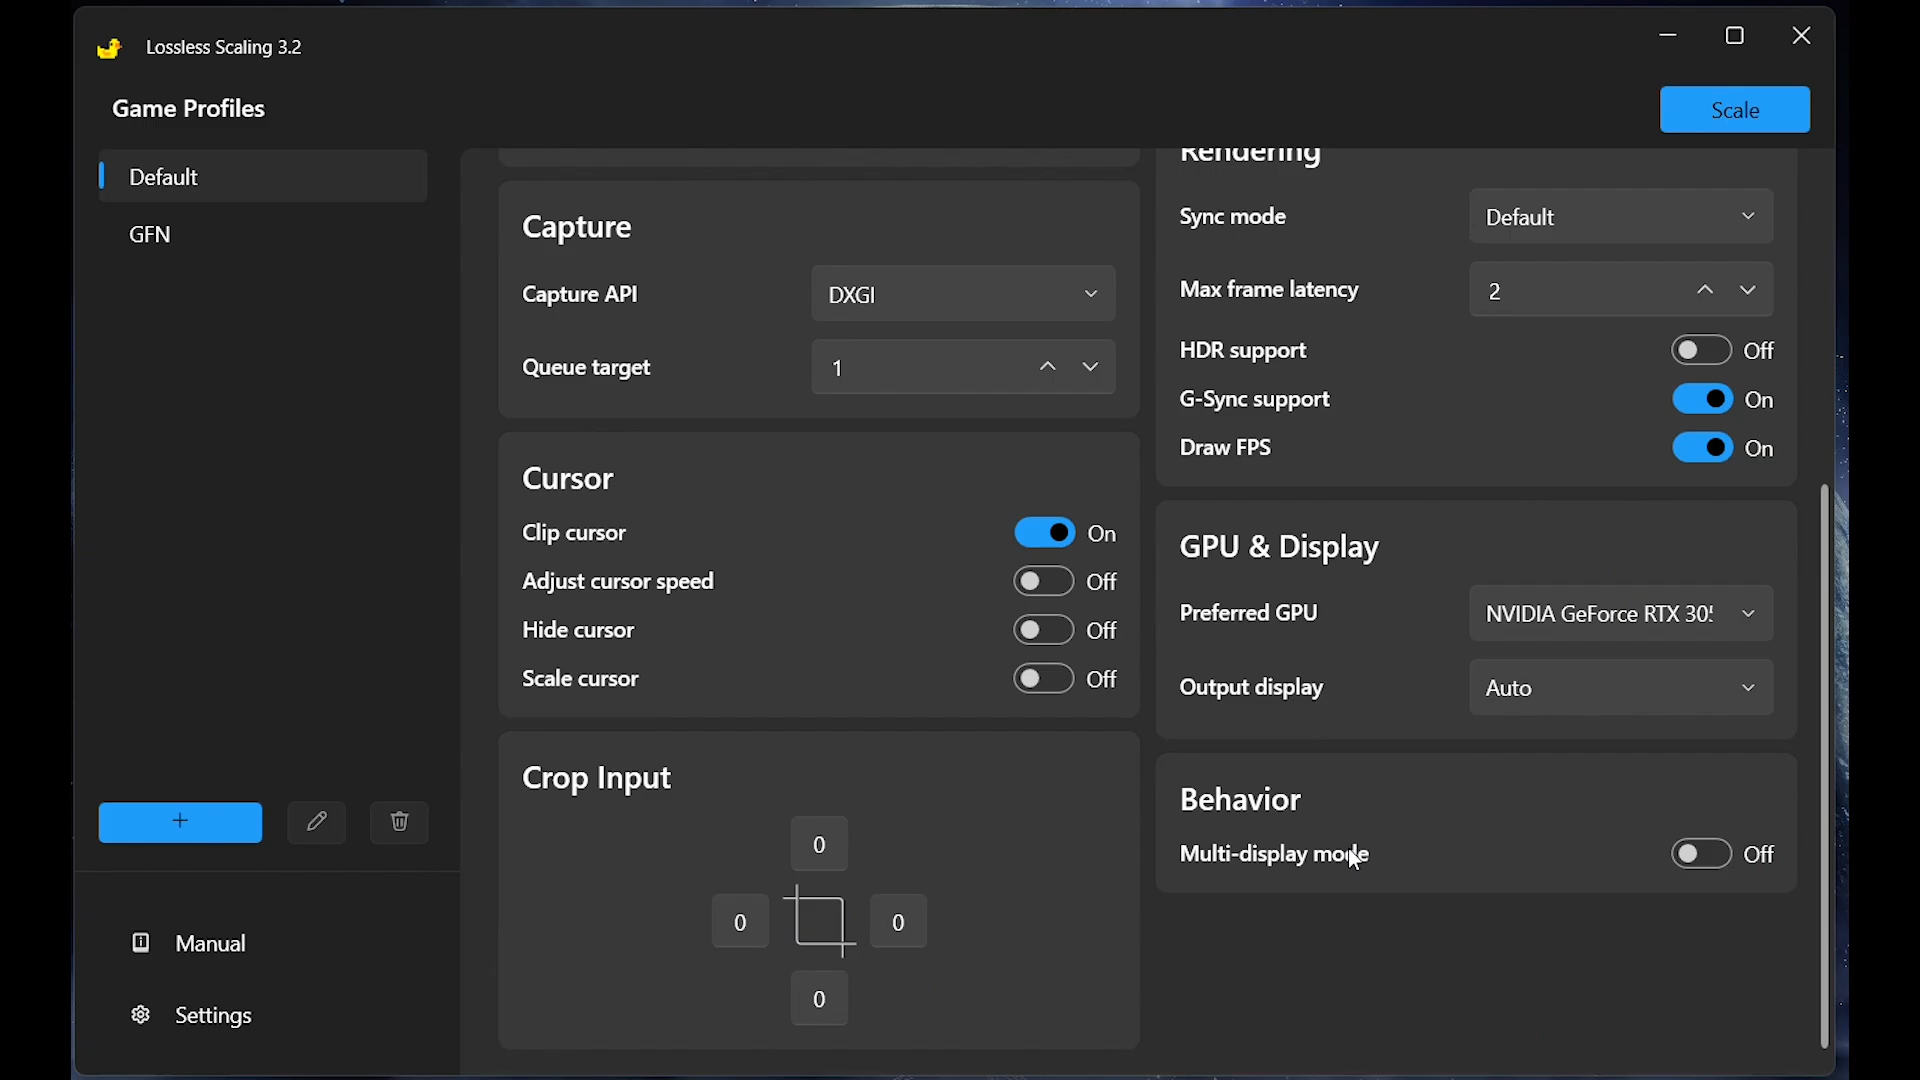 Lossless Scaling 3.2
Game Profiles
Scale
Default
GFN
+
Manual
Settings
Capture
Capture API
DXGI
Queue target
1
Cursor
Clip cursor
On
Adjust cursor speed
Off
Hide cursor
Off
Scale cursor
Off
Crop Input
0
0
0
0
Rendering
Sync mode
Default
Max frame latency
2
HDR support
Off
G-Sync support
On
Draw FPS
On
GPU & Display
Preferred GPU
NVIDIA GeForce RTX
Output display
Auto
Behavior
Multi-display mode
Off